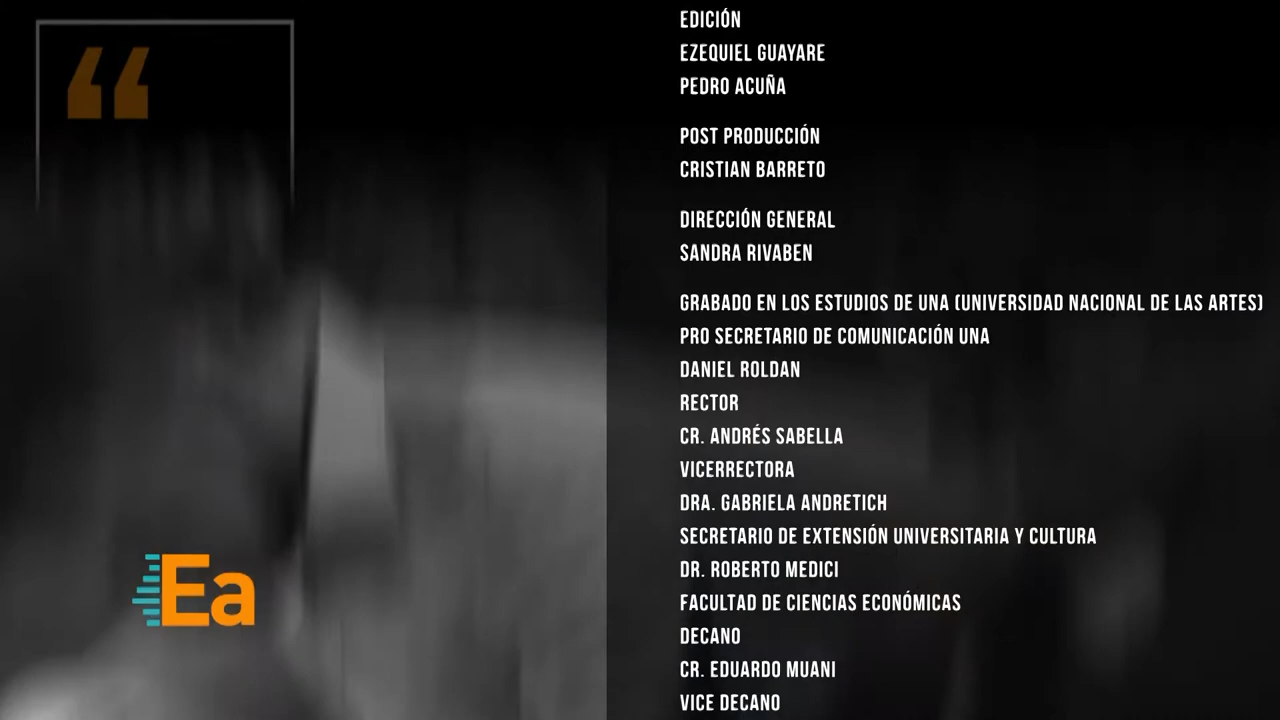 “
EDICIÓN
EZEQUIEL GUAYARE
PEDRO ACUÑA
POST PRODUCCIÓN
CRISTIAN BARRETO
DIRECCIÓN GENERAL
SANDRA RIVABEN
GRABADO EN LOS ESTUDIOS DE UNA (UNIVERSIDAD NACIONAL DE LAS ARTES)
PRO SECRETARIO DE COMUNICACIÓN UNA
DANIEL ROLDAN
RECTOR
CR. ANDRÉS SABELLA
VICERRECTORA
DRA. GABRIELA ANDRETICH
SECRETARIO DE EXTENSIÓN UNIVERSITARIA Y CULTURA
DR. ROBERTO MEDICI
FACULTAD DE CIENCIAS ECONÓMICAS
DECANO
CR. EDUARDO MUANI
VICE DECANO
Ea